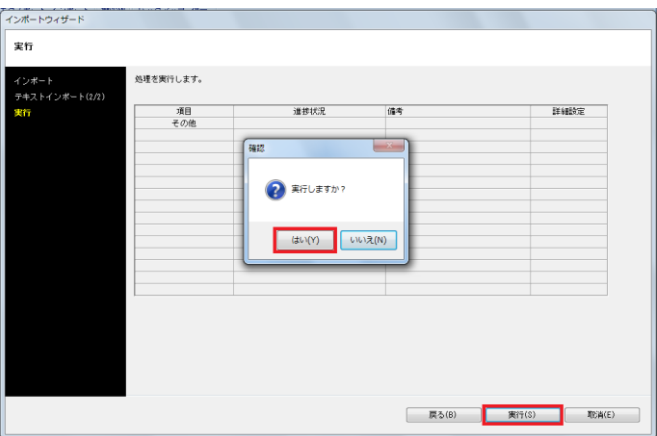 インポートウィザード
実行
インポート
テキストインポート(2/2)
実行
処理を実行します。
項目 進捗状況 備考 詳細設定
その他
確認
実行しますか？
はい(Y) いいえ(N)
戻る(B) 実行(S) 取消(E)